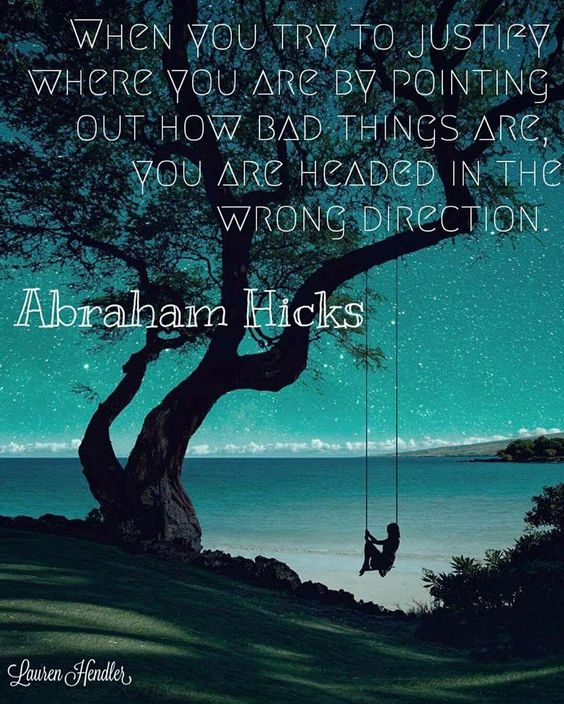 When you try to justify
where you are by pointing
out how bad things are,
you are headed in the
wrong direction.
Abraham Hicks
Lauren Hendler